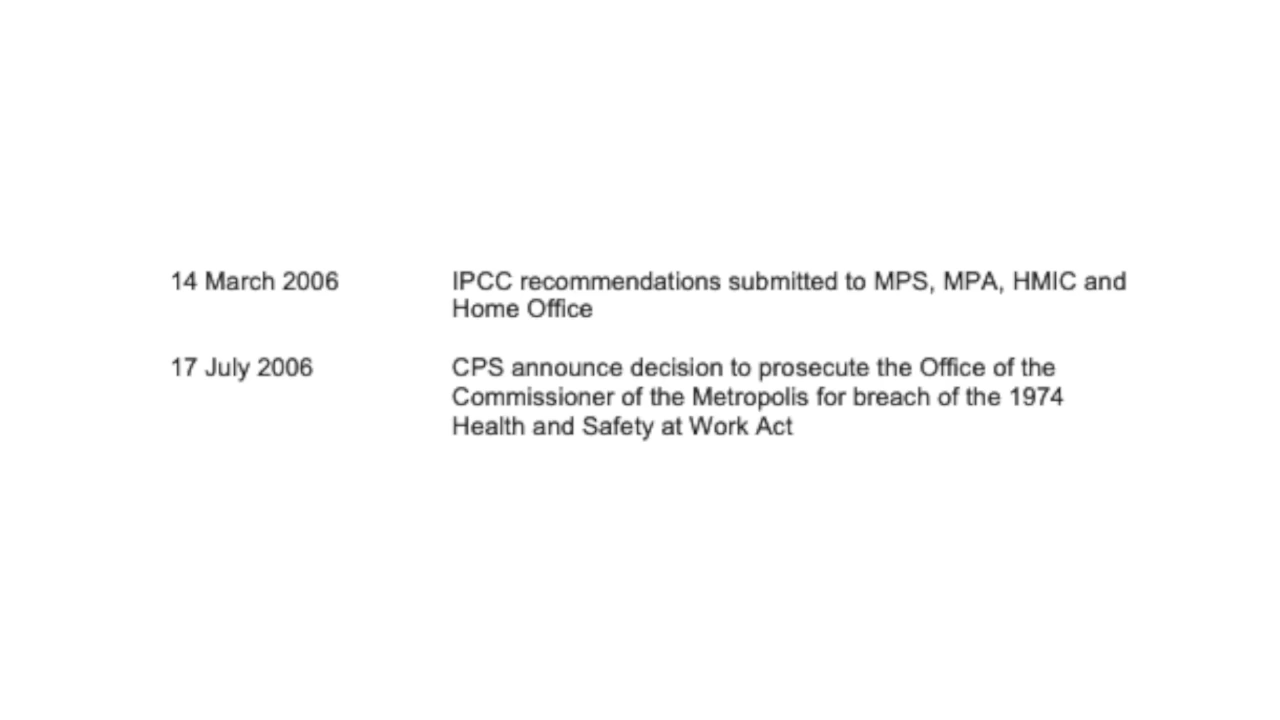 14 March 2006 IPCC recommendations submitted to MPS, MPA, HMIC and
Home Office
17 July 2006 CPS announce decision to prosecute the Office of the
Commissioner of the Metropolis for breach of the 1974
Health and Safety at Work Act